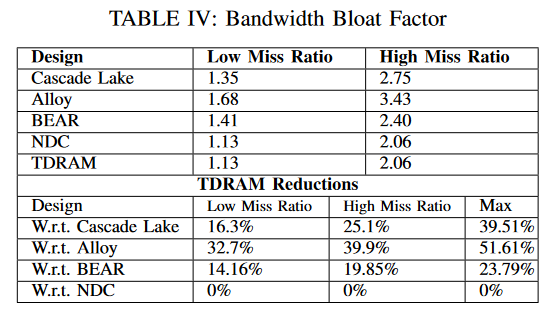 TABLE IV: Bandwidth Bloat Factor
Design Low Miss Ratio High Miss Ratio
Cascade Lake 1.35 2.75
Alloy 1.68 3.43
BEAR 1.41 2.40
NDC 1.13 2.06
TDRAM 1.13 2.06
TDRAM Reductions
Design Low Miss Ratio High Miss Ratio Max
W.r.t. Cascade Lake 16.3% 25.1% 39.51%
W.r.t. Alloy 32.7% 39.9% 51.61%
W.r.t. BEAR 14.16% 19.85% 23.79%
W.r.t. NDC 0% 0% 0%